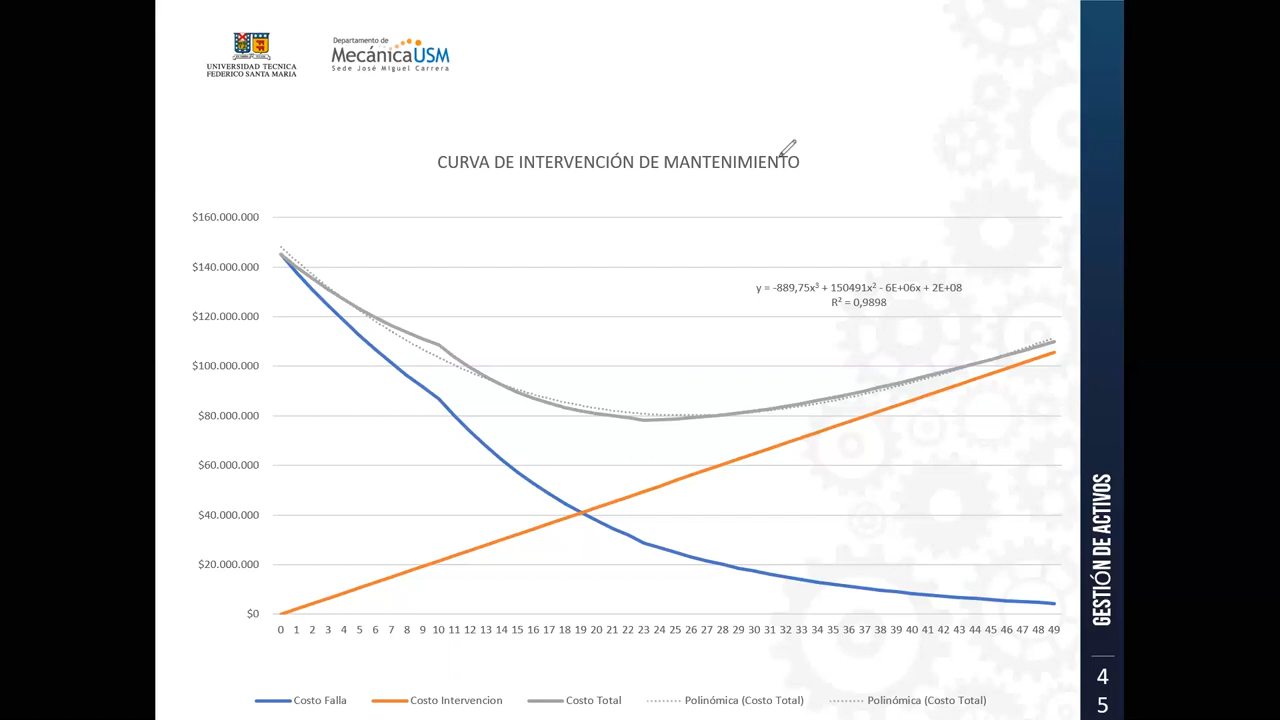 UNIVERSIDAD TECNICA
FEDERICO SANTA MARIA
Departamento de
MecánicaUSM
Sede José Miguel Carrera
CURVA DE INTERVENCIÓN DE MANTENIMIENTO
$160.000.000
$140.000.000
$120.000.000
$100.000.000
$80.000.000
$60.000.000
$40.000.000
$20.000.000
$0
y = -889,75x³ + 150491x² - 6E+06x + 2E+08
R² = 0,9898
0 1 2 3 4 5 6 7 8 9 10 11 12 13 14 15 16 17 18 19 20 21 22 23 24 25 26 27 28 29 30 31 32 33 34 35 36 37 38 39 40 41 42 43 44 45 46 47 48 49
Costo Falla Costo Intervencion Costo Total Polinómica (Costo Total) Polinómica (Costo Total)
GESTIÓN DE ACTIVOS
4
5